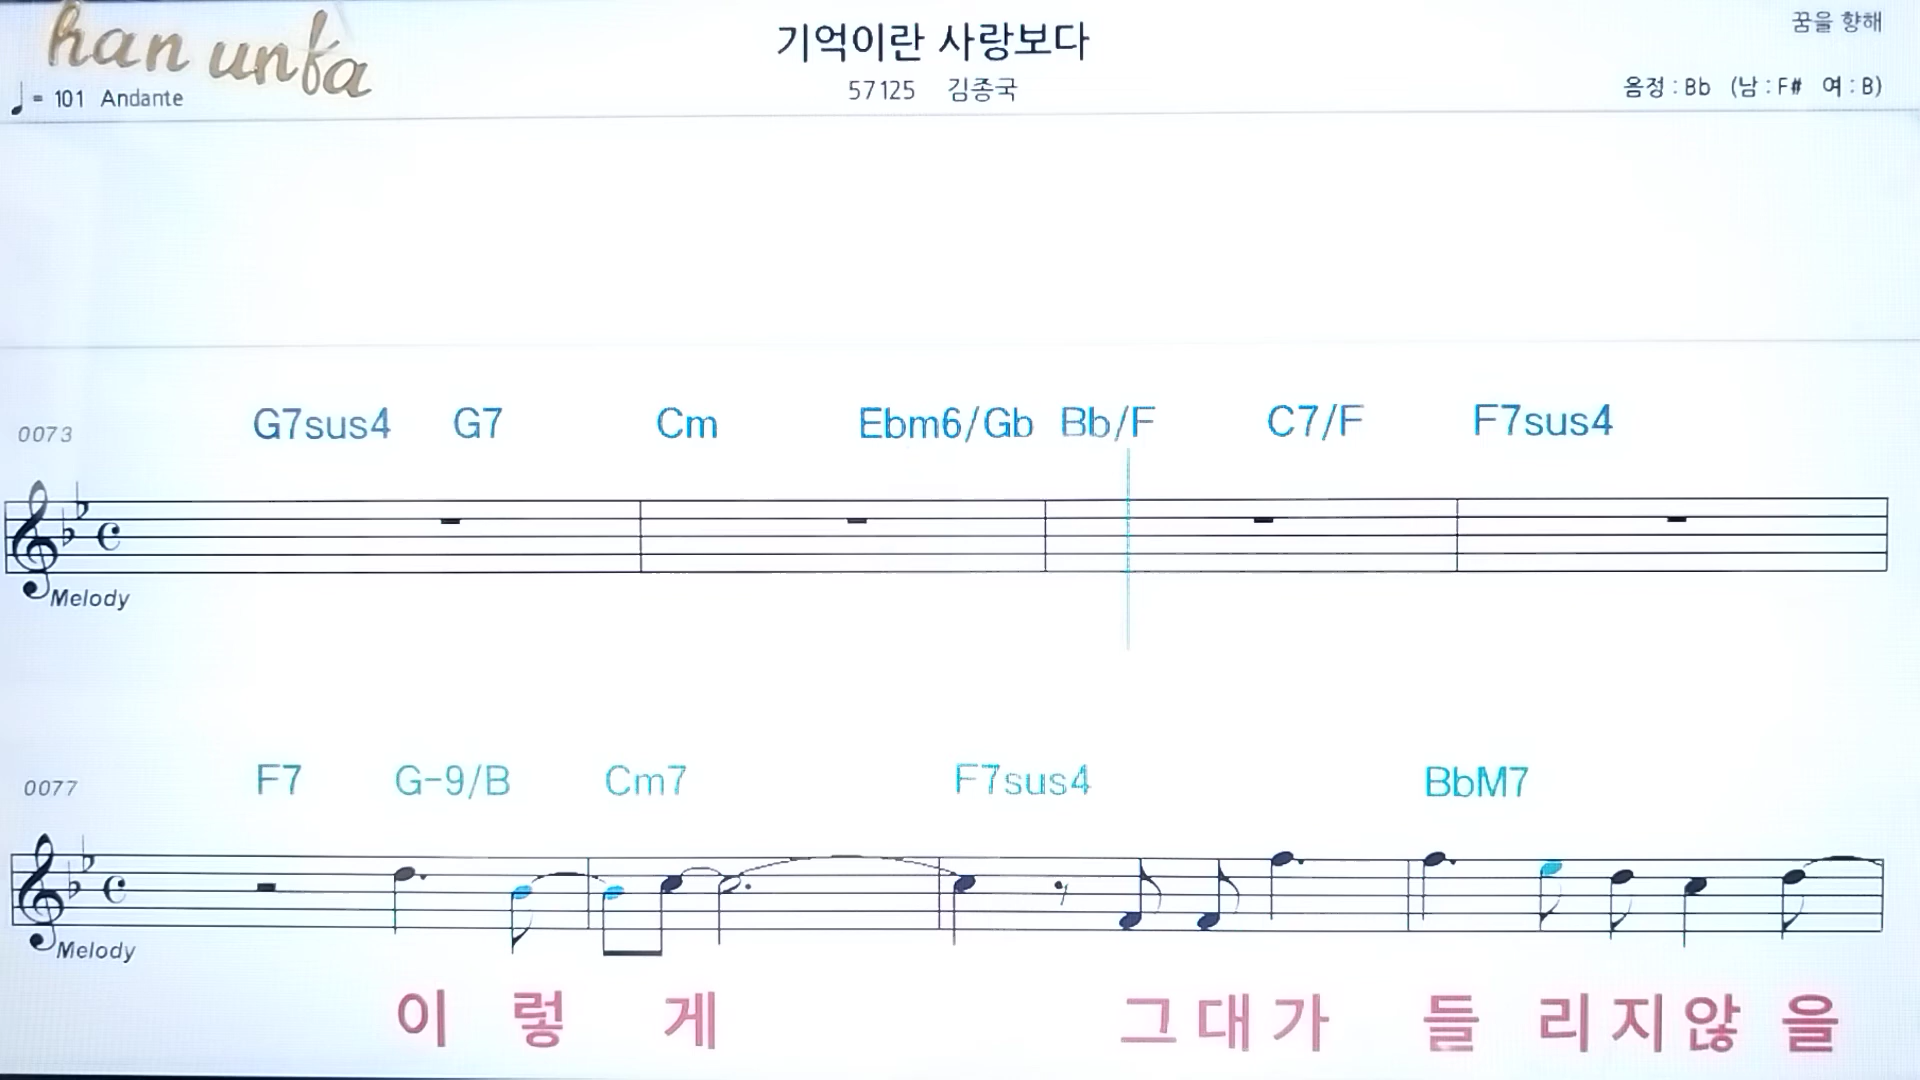 han unfa
기억이란 사랑보다
꿈을 향해
♩= 101 Andante
57125 김종국
음정 : Bb (남 : F# 여 : B)
0073 G7sus4 G7 Cm Ebm6/Gb Bb/F C7/F F7sus4
Melody
0077 F7 G-9/B Cm7 F7sus4 BbM7
Melody
이 렇 게 그 대 가 들 리 지 않 을